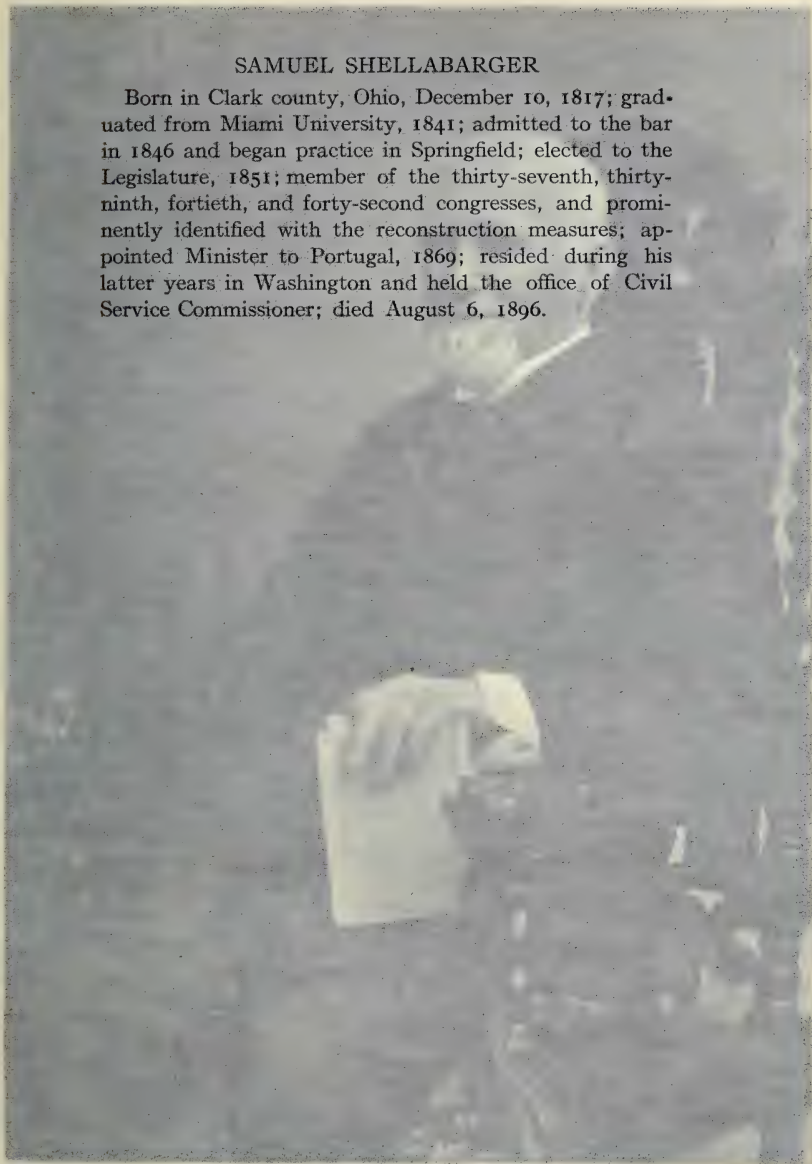 SAMUEL SHELLABARGER
Born in Clark county, Ohio, December 10, 1817; grad-
uated from Miami University, 1841; admitted to the bar
in 1846 and began practice in Springfield; elected to the
Legislature, 1851; member of the thirty-seventh, thirty-
ninth, fortieth, and forty-second congresses, and promi-
nently identified with the reconstruction measures; ap-
pointed Minister to Portugal, 1869; resided during his
latter years in Washington and held the office of Civil
Service Commissioner; died August 6, 1896.